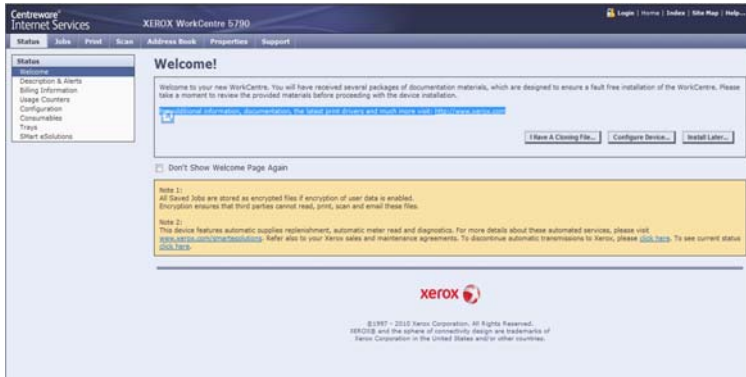 Centreware®
Internet Services
XEROX WorkCentre 5790
Login | Home | Index | Site Map | Help...
Status Jobs Print Scan Address Book Properties Support
Status
Welcome
Description & Alerts
Billing Information
Usage Counters
Configuration
Consumables
Trays
SMart eSolutions
Welcome!
Welcome to your new WorkCentre. You will have received several packages of documentation materials, which are designed to ensure a fault free installation of the WorkCentre. Please
take a moment to review the provided materials before proceeding with the device installation.
additional information, documentation, the latest print drivers and much more visit: http://www.xerox.com
I Have A Cloning File... Configure Device... Install Later...
Don't Show Welcome Page Again
Note 1:
All Saved Jobs are stored as encrypted files if encryption of user data is enabled.
Encryption ensures that third parties cannot read, print, scan and email these files.
Note 2:
This device features automatic supplies replenishment, automatic meter read and diagnostics. For more details about these automated services, please visit
www.xerox.com/smartesolutions. Refer also to your Xerox sales and maintenance agreements. To discontinue automatic transmissions to Xerox, please click here. To see current status
click here.
xerox
©1997 - 2010 Xerox Corporation. All Rights Reserved.
XEROX® and the sphere of connectivity design are trademarks of
Xerox Corporation in the United States and/or other countries.